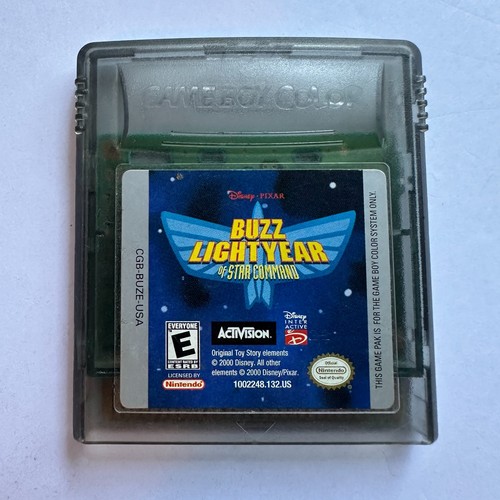 GAME BOY COLOR
Disney·PIXAR
BUZZ
LIGHTYEAR
OF STAR COMMAND
CGB-BUZE-USA
THIS GAME PAK IS FOR THE GAME BOY COLOR SYSTEM ONLY.
EVERYONE
E
CONTENT RATED BY
ESRB
LICENSED BY
Nintendo
ACTIVISION.
Original Toy Story elements
© 2000 Disney. All other
elements © 2000 Disney/Pixar.
1002248.132.US
Disney
INTER
ACTIVE
Official
Nintendo
Seal of Quality